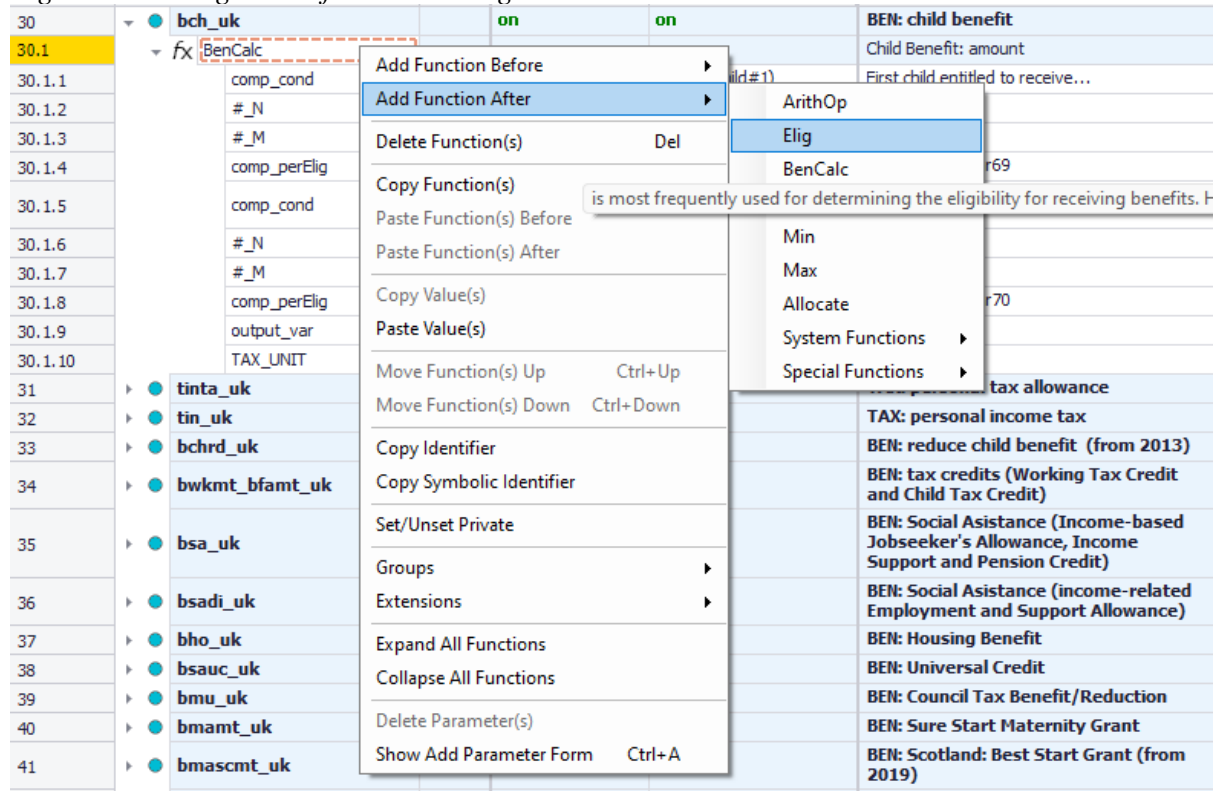 30 bch_uk on on BEN: child benefit
30.1 fx BenCalc Child Benefit: amount
30.1.1 comp_cond ild#1) First child entitled to receive...
30.1.2 #_N
30.1.3 #_M
30.1.4 comp_perElig r69
30.1.5 comp_cond
30.1.6 #_N
30.1.7 #_M
30.1.8 comp_perElig r70
30.1.9 output_var
30.1.10 TAX_UNIT
31 tinta_uk tax allowance
32 tin_uk TAX: personal income tax
33 bchrd_uk BEN: reduce child benefit (from 2013)
34 bwkmt_bfamt_uk BEN: tax credits (Working Tax Credit
and Child Tax Credit)
35 bsa_uk BEN: Social Asistance (Income-based
Jobseeker's Allowance, Income
Support and Pension Credit)
36 bsadi_uk BEN: Social Asistance (income-related
Employment and Support Allowance)
37 bho_uk BEN: Housing Benefit
38 bsauc_uk BEN: Universal Credit
39 bmu_uk BEN: Council Tax Benefit/Reduction
40 bmamt_uk BEN: Sure Start Maternity Grant
41 bmascmt_uk BEN: Scotland: Best Start Grant (from
2019)
Add Function Before
Add Function After
Delete Function(s) Del
Copy Function(s)
Paste Function(s) Before
Paste Function(s) After
Copy Value(s)
Paste Value(s)
Move Function(s) Up Ctrl+Up
Move Function(s) Down Ctrl+Down
Copy Identifier
Copy Symbolic Identifier
Set/Unset Private
Groups
Extensions
Expand All Functions
Collapse All Functions
Delete Parameter(s)
Show Add Parameter Form Ctrl+A
ArithOp
Elig
BenCalc
is most frequently used for determining the eligibility for receiving benefits. H
Min
Max
Allocate
System Functions
Special Functions